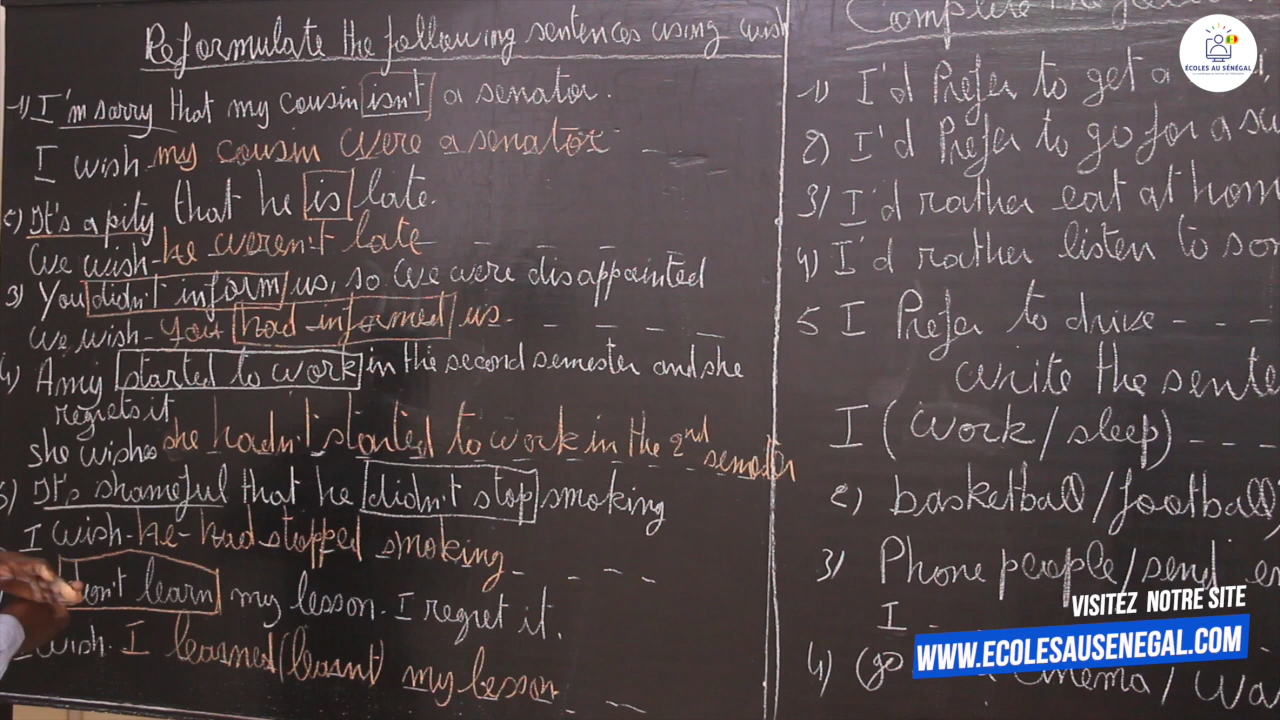 Reformulate the following sentences using wish
1) I'm sorry that my cousin isn't a senator.
I wish my cousin were a senator
2) It's a pity that he is late.
We wish he weren't late
3) You didn't inform us, so we were disappointed
We wish you had informed us.
4) Amy started to work in the second semester and she
regrets it
she wishes she hadn't started to work in the 2nd semester
5) It's shameful that he didn't stop smoking
I wish he had stopped smoking
don't learn my lesson. I regret it.
I wish I learned (learnt) my lesson
Complete the
1) I'd Prefer to get a
2) I'd Prefer to go for a
3) I'd rather eat at hom
4) I'd rather listen to
5 I Prefer to drive
write the sente
I (work/sleep)
2) basketball/football/
3) Phone people/send
I
4) (go cinema/
ÉCOLES AU SÉNÉGAL
VISITEZ NOTRE SITE
WWW.ECOLESAUSENEGAL.COM